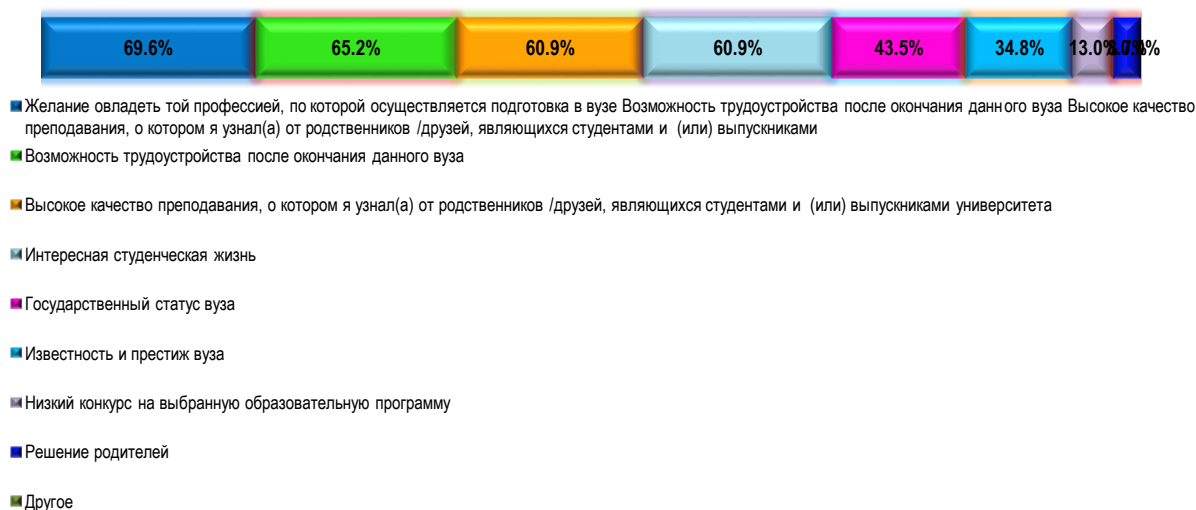 69.6% 65.2% 60.9% 60.9% 43.5% 34.8% 13.0%
Желание овладеть той профессией, по которой осуществляется подготовка в вузе Возможность трудоустройства после окончания данного вуза Высокое качество
преподавания, о котором я узнал(а) от родственников /друзей, являющихся студентами и (или) выпускниками
Возможность трудоустройства после окончания данного вуза
Высокое качество преподавания, о котором я узнал(а) от родственников /друзей, являющихся студентами и (или) выпускниками университета
Интересная студенческая жизнь
Государственный статус вуза
Известность и престиж вуза
Низкий конкурс на выбранную образовательную программу
Решение родителей
Другое